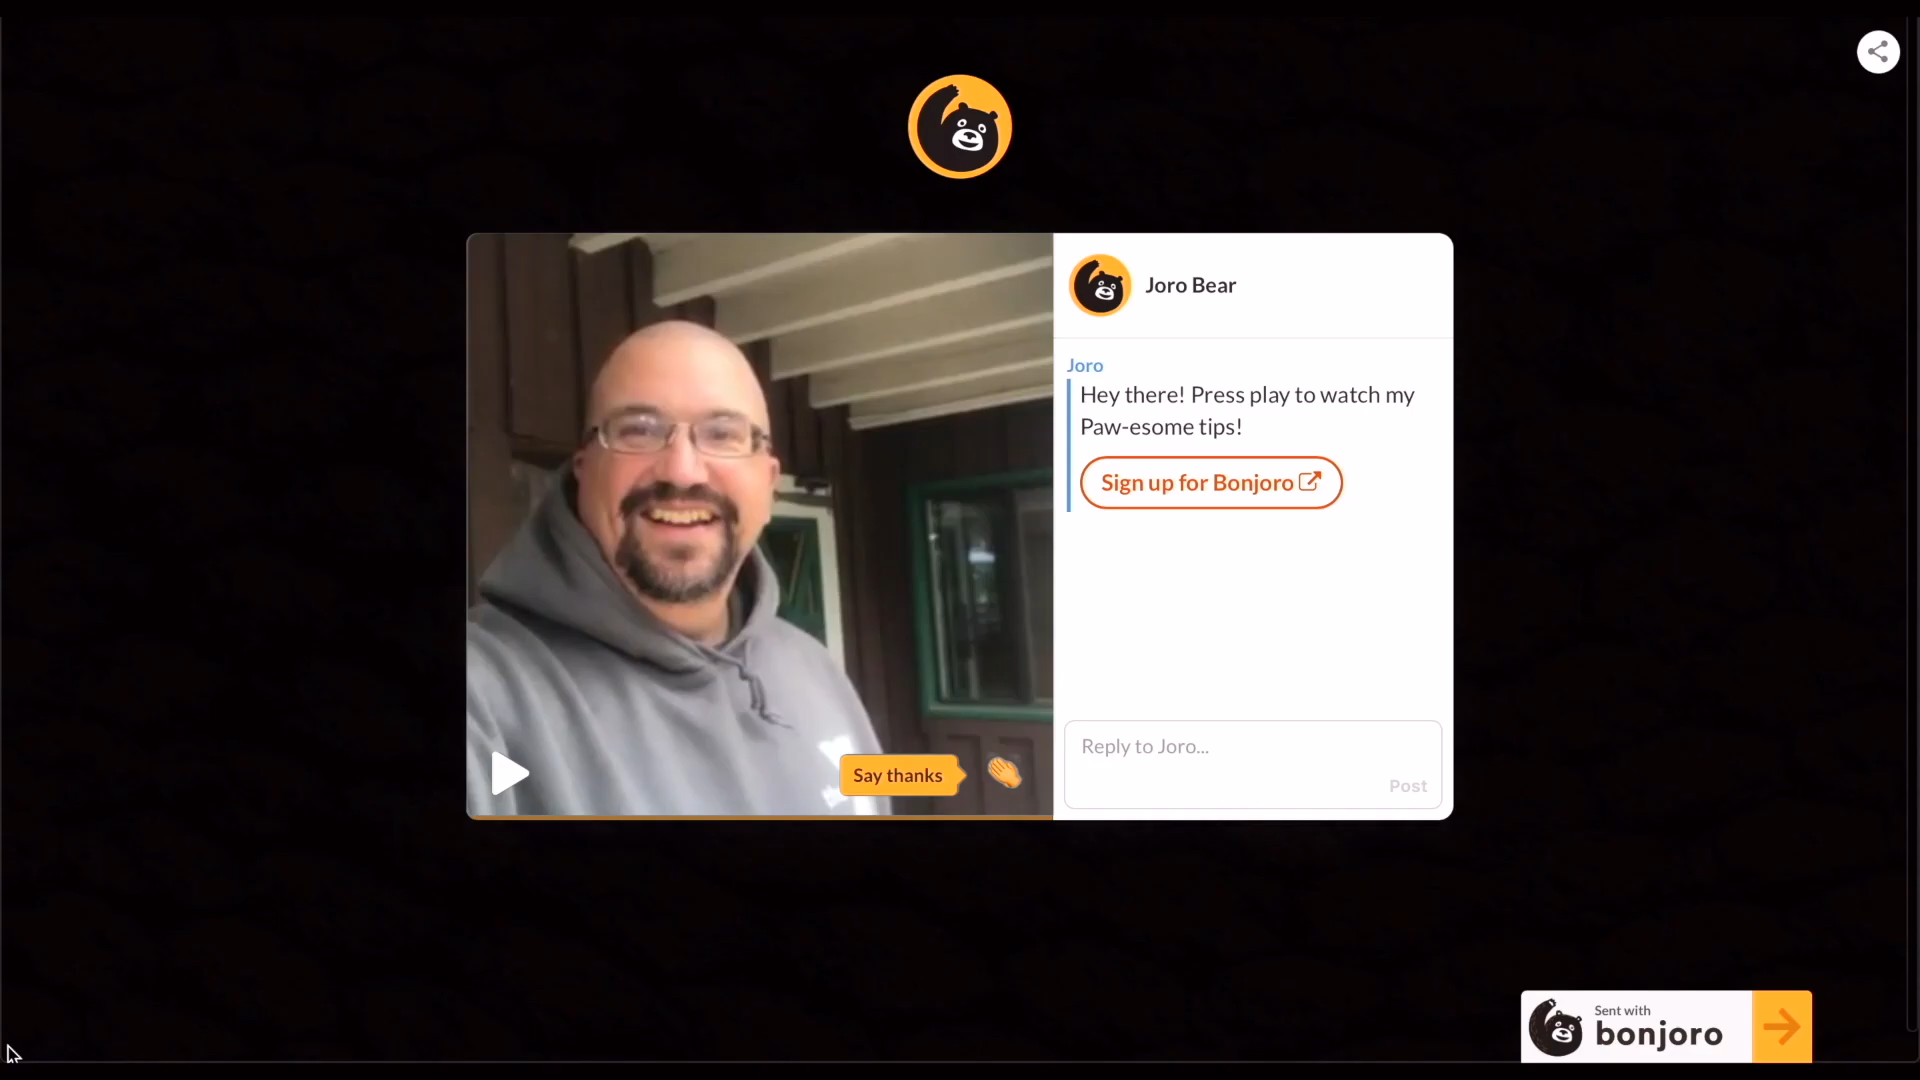 Joro Bear
Joro
Hey there! Press play to watch my
Paw-esome tips!
Sign up for Bonjoro
Say thanks
Reply to Joro...
Post
Sent with
bonjoro